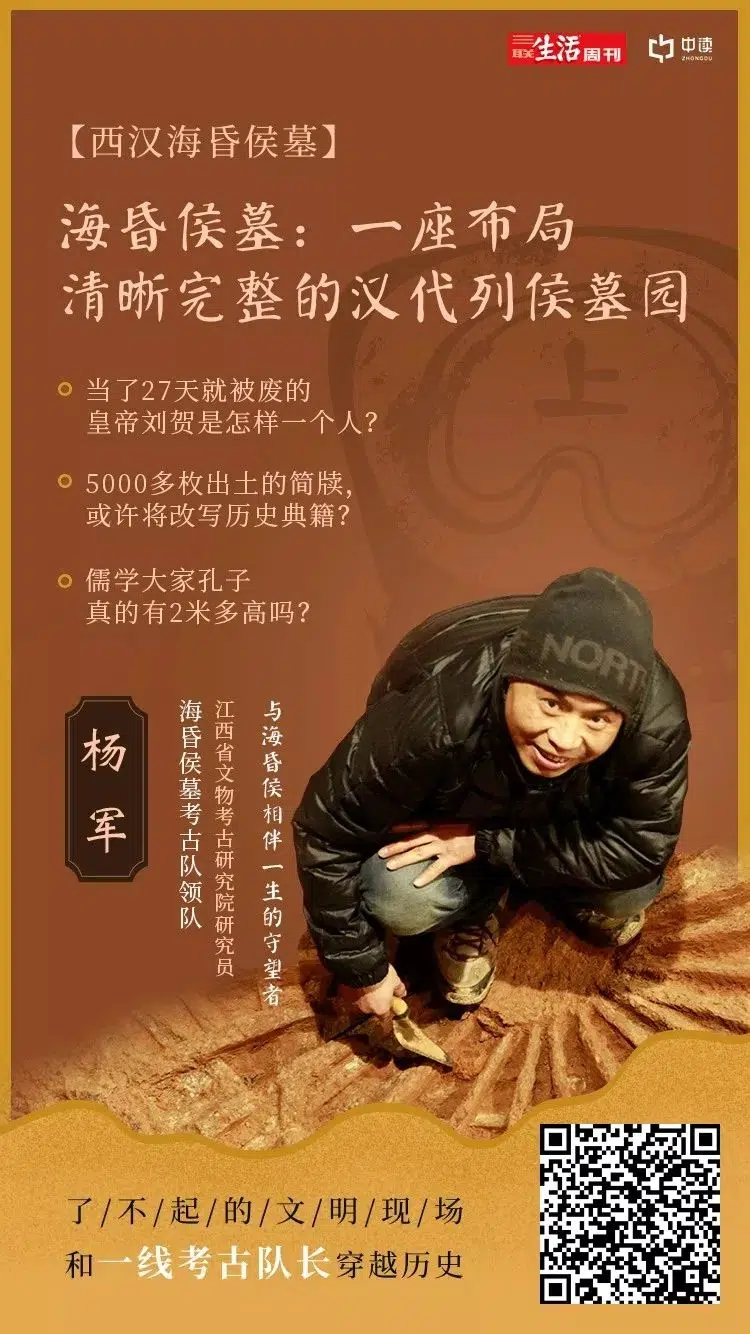 三联生活周刊
中读
ZHONGDU
【西汉海昏侯墓】
海昏侯墓：一座布局
清晰完整的汉代列侯墓园
上
当了27天就被废的
皇帝刘贺是怎样一个人？
5000多枚出土的简牍，
或许将改写历史典籍？
儒学大家孔子
真的有2米多高吗？
E NORT
杨军
海昏侯墓考古队领队
江西省文物考古研究院研究员
与海昏侯相伴一生的守望者
了/不/起/的/文/明/现/场
和一线考古队长穿越历史